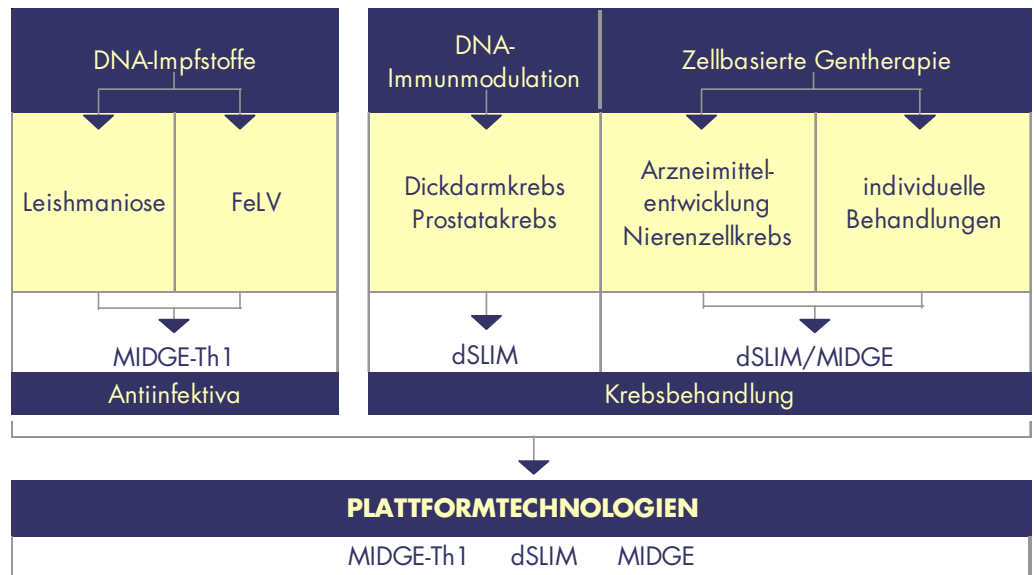 DNA-Impfstoffe
Leishmaniose
FeLV
MIDGE-Th1
Antiinfektiva
DNA-
Immunmodulation
Zellbasierte Gentherapie
Dickdarmkrebs
Prostatakrebs
Arzneimittel-
entwicklung
Nierenzellkrebs
individuelle
Behandlungen
dSLIM
dSLIM/MIDGE
Krebsbehandlung
PLATTFORMTECHNOLOGIEN
MIDGE-Th1 dSLIM MIDGE